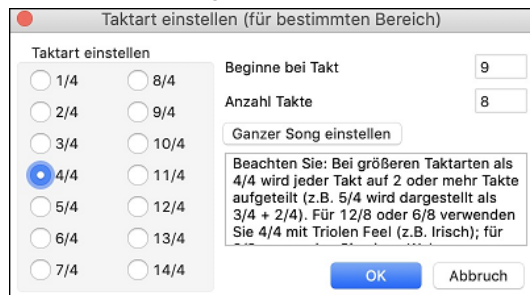 Taktart einstellen (für bestimmten Bereich)
Taktart einstellen
1/4
8/4
2/4
9/4
3/4
10/4
4/4
11/4
5/4
12/4
6/4
13/4
7/4
14/4
Beginne bei Takt
9
Anzahl Takte
8
Ganzer Song einstellen
Beachten Sie: Bei größeren Taktarten als
4/4 wird jeder Takt auf 2 oder mehr Takte
aufgeteilt (z.B. 5/4 wird dargestellt als
3/4 + 2/4). Für 12/8 oder 6/8 verwenden
Sie 4/4 mit Triolen Feel (z.B. Irisch); für
OK
Abbruch